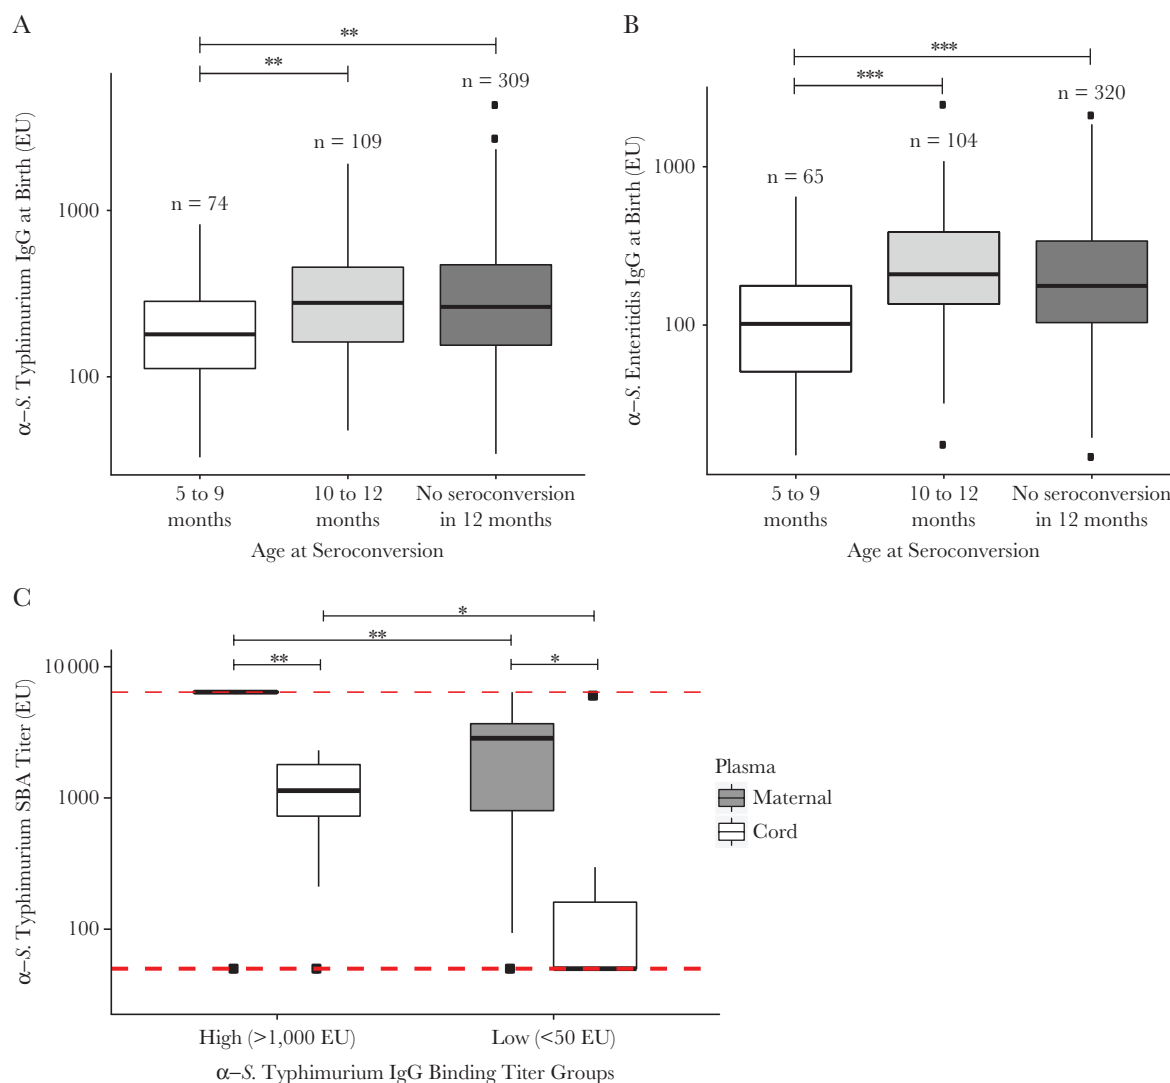 A
**
**
n = 309
n = 109
n = 74
α–S. Typhimurium IgG at Birth (EU)
1000
100
5 to 9
months
10 to 12
months
No seroconversion
in 12 months
Age at Seroconversion
B
***
***
n = 320
n = 104
n = 65
α–S. Enteritidis IgG at Birth (EU)
1000
100
5 to 9
months
10 to 12
months
No seroconversion
in 12 months
Age at Seroconversion
C
*
**
**
*
α–S. Typhimurium SBA Titer (EU)
10 000
1000
100
High (>1,000 EU)
Low (<50 EU)
α–S. Typhimurium IgG Binding Titer Groups
Plasma
Maternal
Cord